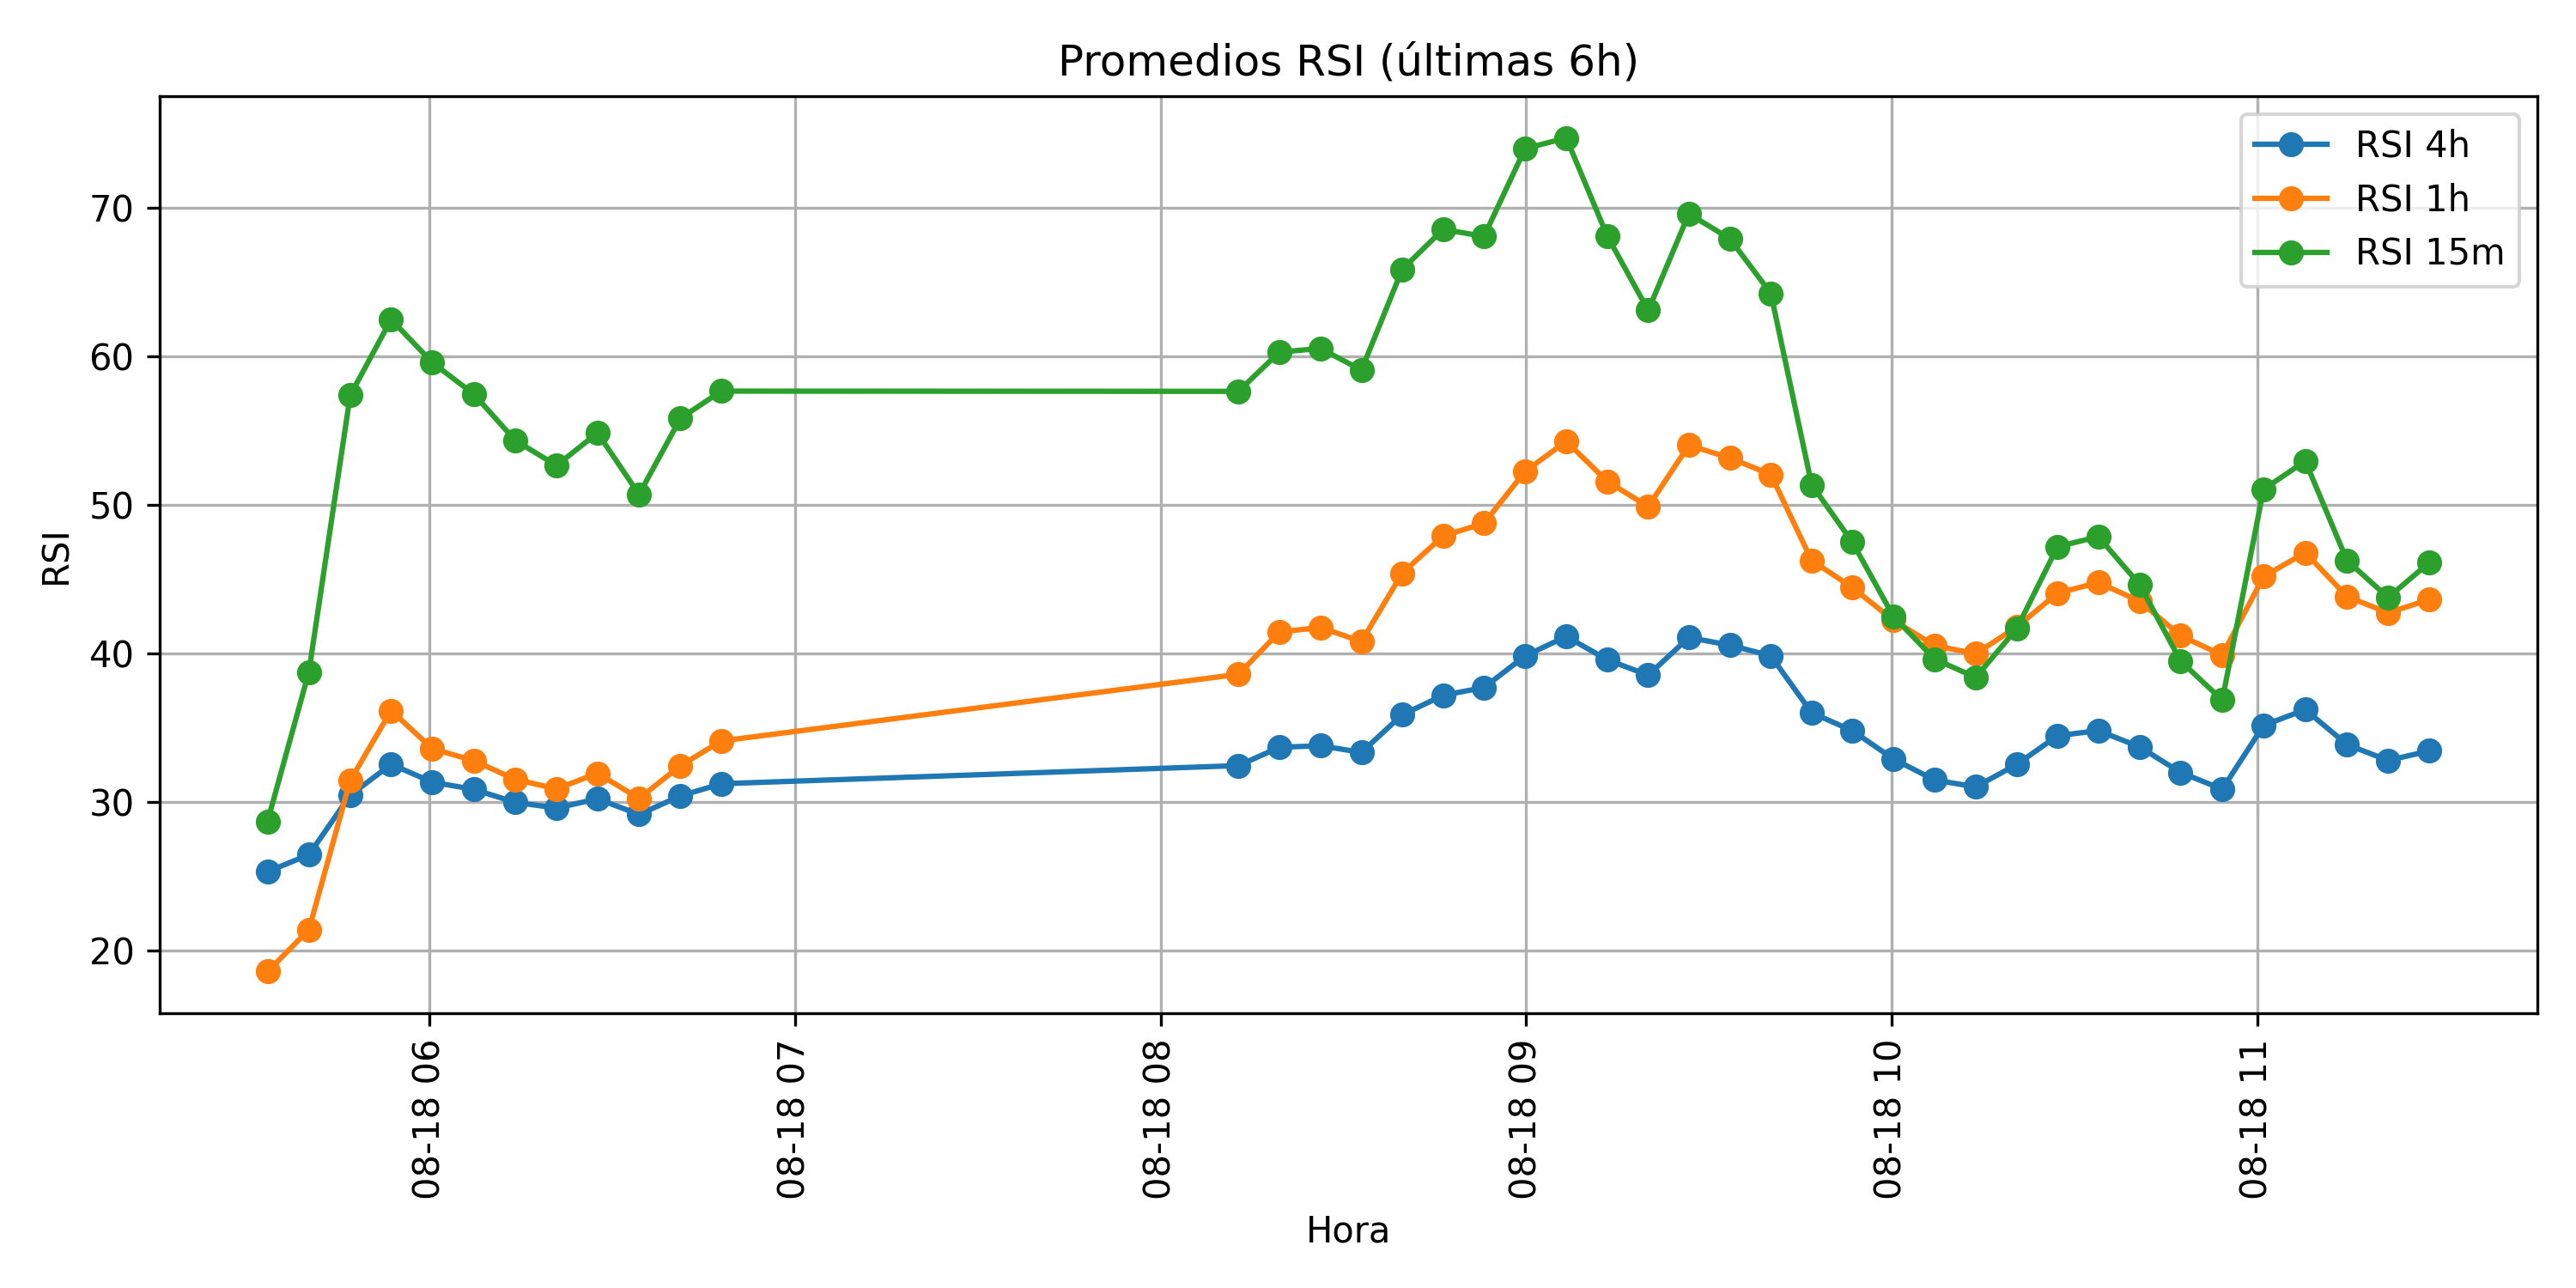 Promedios RSI (últimas 6h)
RSI 4h
RSI 1h
RSI 15m
RSI
70
60
50
40
30
20
08-18 06
08-18 07
08-18 08
08-18 09
08-18 10
08-18 11
Hora